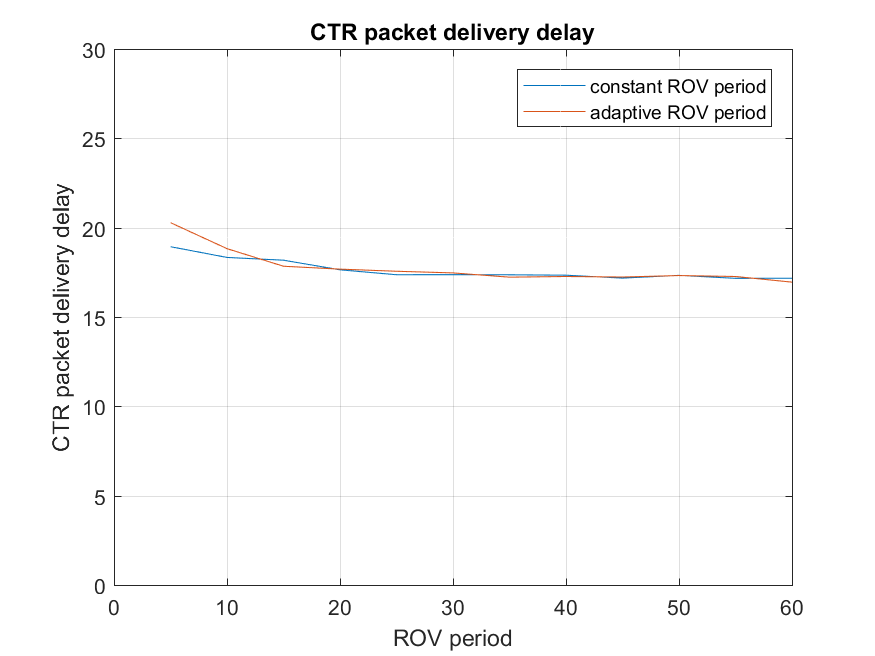 CTR packet delivery delay
constant ROV period
adaptive ROV period
CTR packet delivery delay
30
25
20
15
10
5
0
0 10 20 30 40 50 60
ROV period